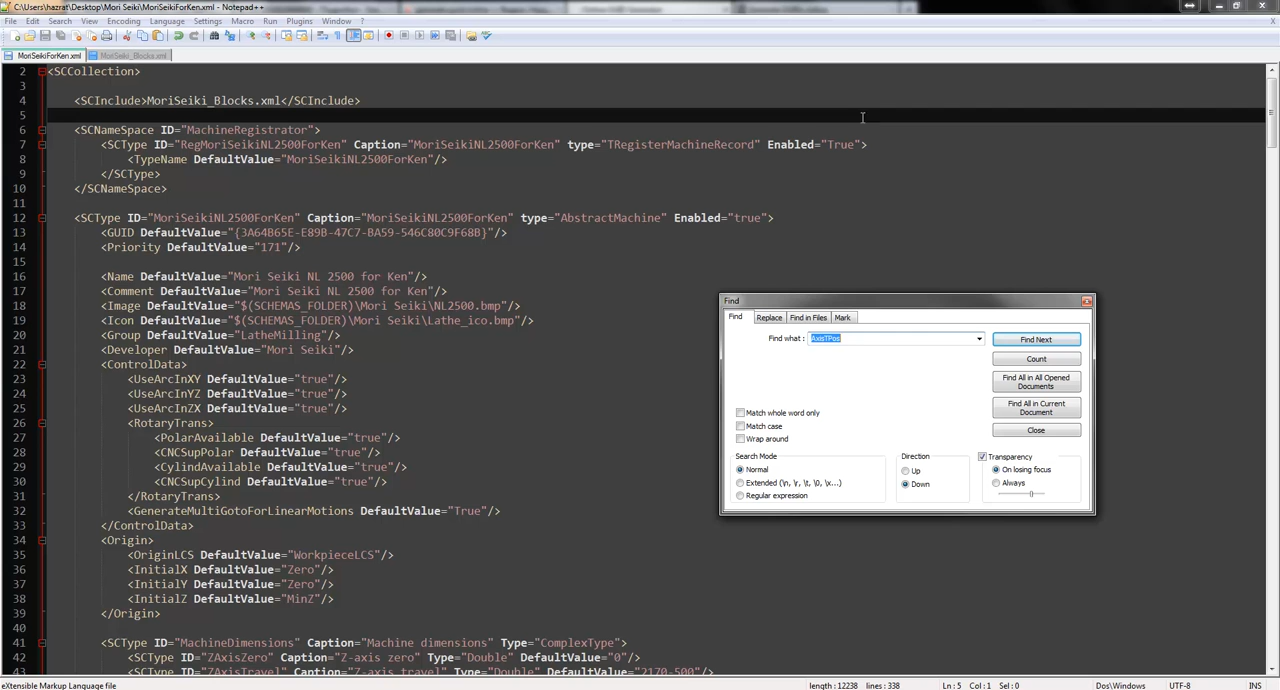 C:\Users\hazrat\Desktop\Mori Seiki\MoriSeikiForKen.xml - Notepad++
File Edit Search View Encoding Language Settings Macro Run Plugins Window ?
MoriSeikiForKen.xml MoriSeiki_Blocks.xml
2 <SCCollection>
3
4 <SCInclude>MoriSeiki_Blocks.xml</SCInclude>
5
6 <SCNameSpace ID="MachineRegistrator">
7 <SCType ID="RegMoriSeikiNL2500ForKen" Caption="MoriSeikiNL2500ForKen" type="TRegisterMachineRecord" Enabled="True">
8 <TypeName DefaultValue="MoriSeikiNL2500ForKen"/>
9 </SCType>
10 </SCNameSpace>
11
12 <SCType ID="MoriSeikiNL2500ForKen" Caption="MoriSeikiNL2500ForKen" type="AbstractMachine" Enabled="true">
13 <GUID DefaultValue="{3A64B65E-E89B-47C7-BA59-546C80C9F68B}"/>
14 <Priority DefaultValue="171"/>
15
16 <Name DefaultValue="Mori Seiki NL 2500 for Ken"/>
17 <Comment DefaultValue="Mori Seiki NL 2500 for Ken"/>
18 <Image DefaultValue="$(SCHEMAS_FOLDER)\Mori Seiki\NL2500.bmp"/>
19 <Icon DefaultValue="$(SCHEMAS_FOLDER)\Mori Seiki\Lathe_ico.bmp"/>
20 <Group DefaultValue="LatheMilling"/>
21 <Developer DefaultValue="Mori Seiki"/>
22 <ControlData>
23 <UseArcInXY DefaultValue="true"/>
24 <UseArcInYZ DefaultValue="true"/>
25 <UseArcInZX DefaultValue="true"/>
26 <RotaryTrans>
27 <PolarAvailable DefaultValue="true"/>
28 <CNCSupPolar DefaultValue="true"/>
29 <CylindAvailable DefaultValue="true"/>
30 <CNCSupCylind DefaultValue="true"/>
31 </RotaryTrans>
32 <GenerateMultiGotoForLinearMotions DefaultValue="True"/>
33 </ControlData>
34 <Origin>
35 <OriginLCS DefaultValue="WorkpieceLCS"/>
36 <InitialX DefaultValue="Zero"/>
37 <InitialY DefaultValue="Zero"/>
38 <InitialZ DefaultValue="MinZ"/>
39 </Origin>
40
41 <SCType ID="MachineDimensions" Caption="Machine dimensions" Type="ComplexType">
42 <SCType ID="ZAxisZero" Caption="Z-axis zero" Type="Double" DefaultValue="0"/>
<SCType ID="ZAxisTravel" Caption="Z-axis travel" Type="Double" DefaultValue="2170-500"/>
Find
Find Replace Find in Files Mark
Find what : AxisTPos
Find Next
Count
Find All in All Opened Documents
Find All in Current Document
Close
Match whole word only
Match case
Wrap around
Search Mode
Normal
Extended (\n, \r, \t, \0, \x...)
Regular expression
Direction
Up
Down
Transparency
On losing focus
Always
eXtensible Markup Language file length : 12238 lines : 338 Ln : 5 Col : 1 Sel : 0 Dos\Windows UTF-8 INS